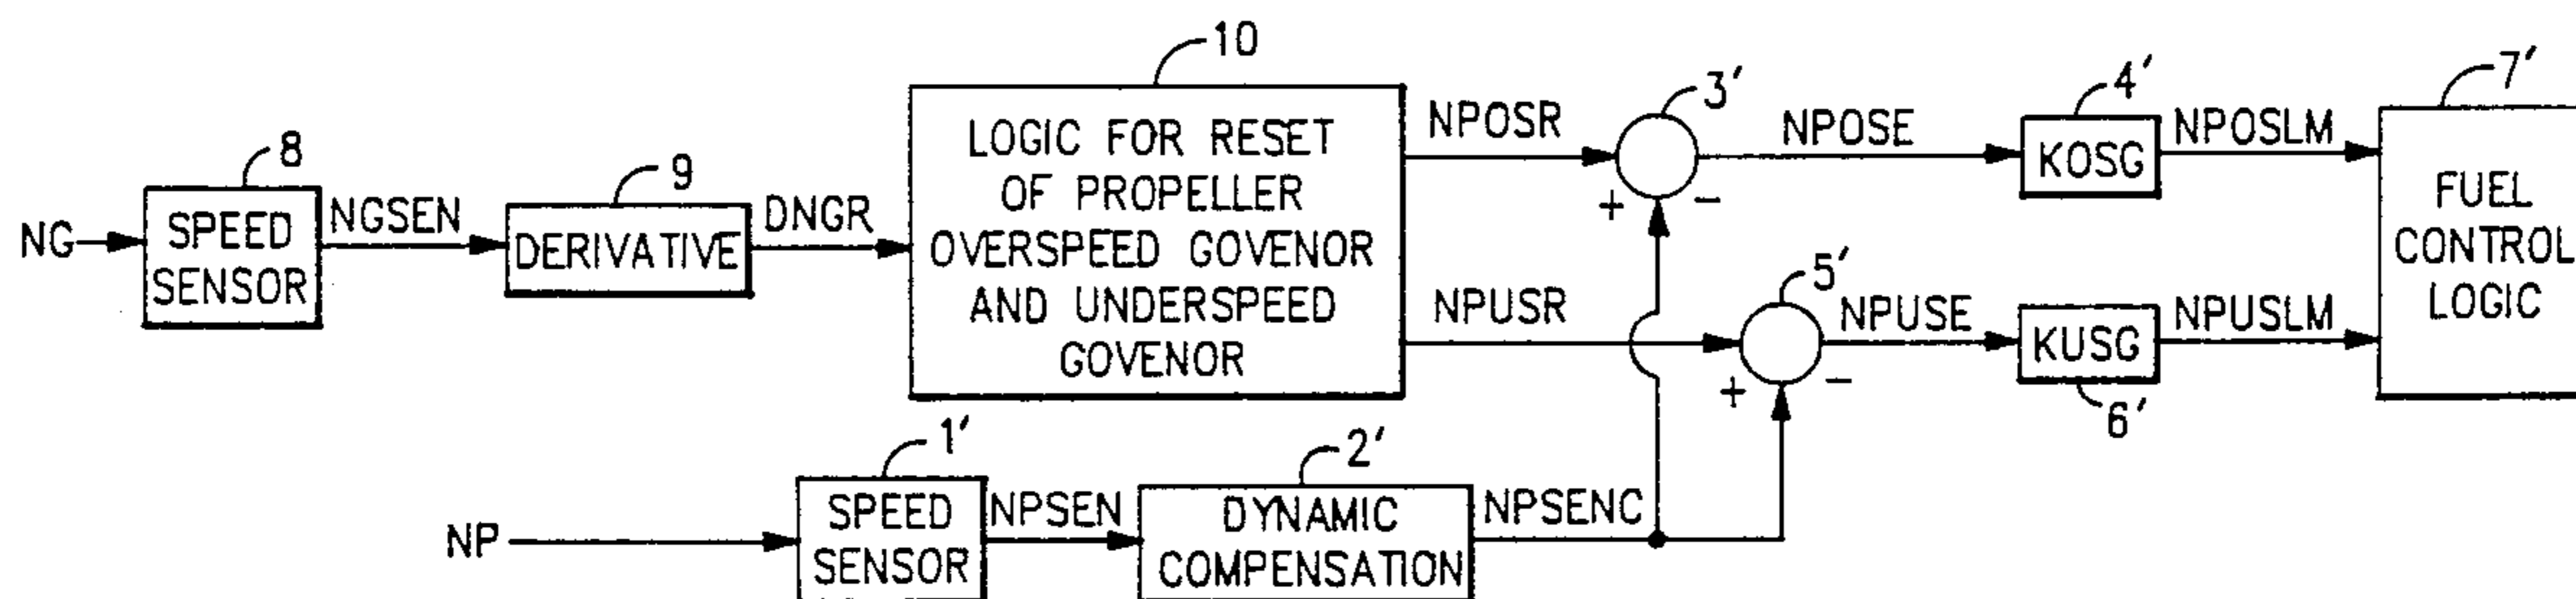 10
3′
4′
7′
NPOSR
NPOSE
NPOSLM
KOSG
+
−
8
9
NG
SPEED
SENSOR
NGSEN
DERIVATIVE
DNGR
LOGIC FOR RESET
OF PROPELLER
OVERSPEED GOVENOR
AND UNDERSPEED
GOVENOR
FUEL
CONTROL
LOGIC
5′
NPUSR
NPUSE
NPUSLM
KUSG
+
−
6′
1′
2′
NP
SPEED
SENSOR
NPSEN
DYNAMIC
COMPENSATION
NPSENC